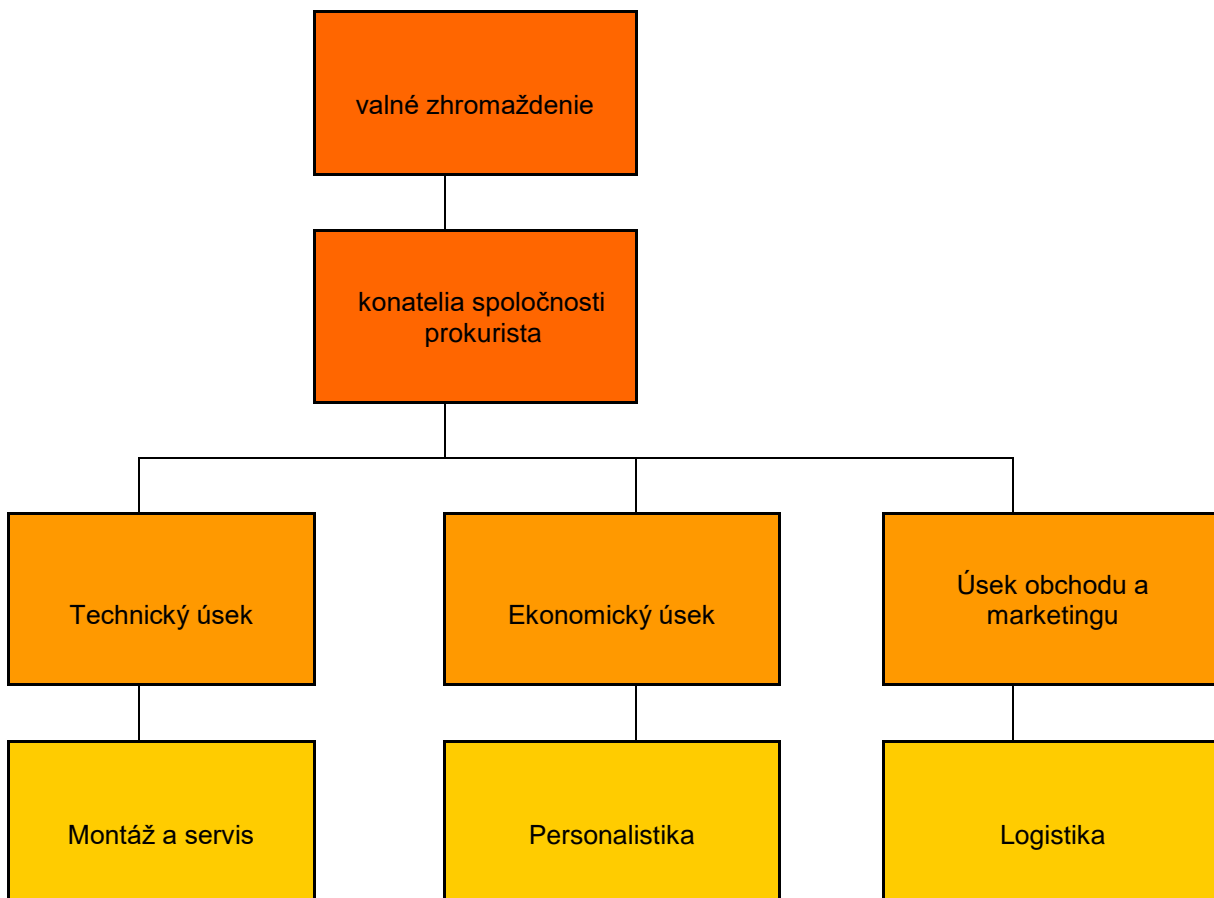 valné zhromaždenie
konatelia spoločnosti
prokurista
Technický úsek
Ekonomický úsek
Úsek obchodu a
marketingu
Montáž a servis
Personalistika
Logistika